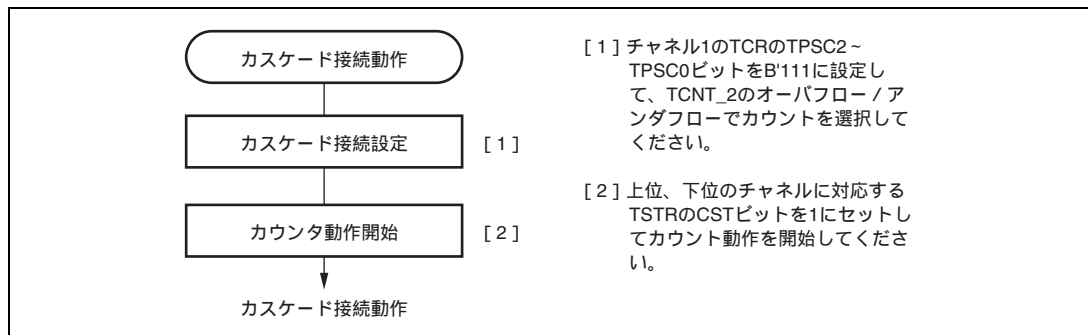 カスケード接続動作
カスケード接続設定
[1]
カウンタ動作開始
[2]
カスケード接続動作
[1] チャネル1のTCRのTPSC2~
TPSC0ビットをB'111に設定し
て、TCNT_2のオーバフロー/ア
ンダフローでカウントを選択して
ください。
[2] 上位、下位のチャネルに対応する
TSTRのCSTビットを1にセットし
てカウント動作を開始してくださ
い。